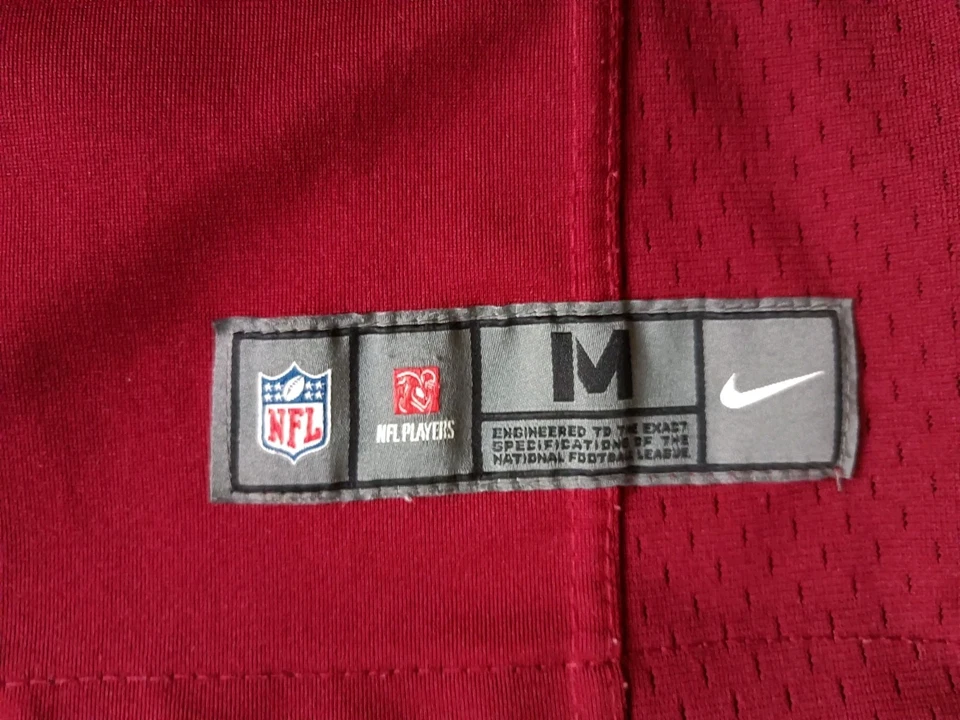 NFL
NFL PLAYERS
M
ENGINEERED TO THE EXACT
SPECIFICATIONS OF THE
NATIONAL FOOTBALL LEAGUE.